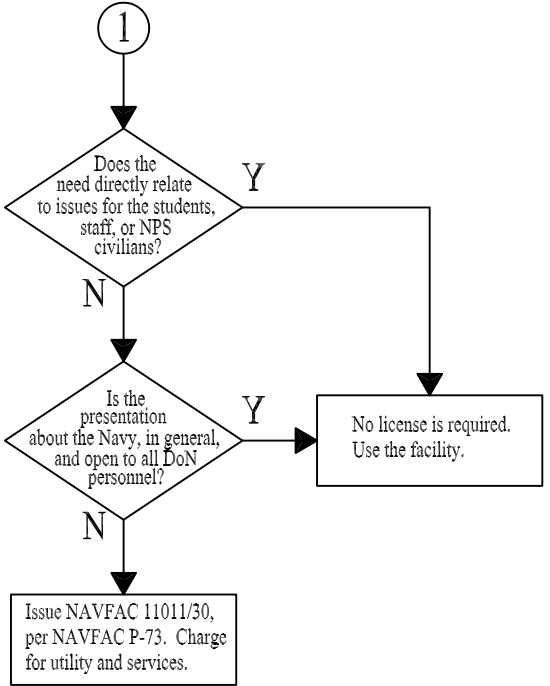 1
Does the
need directly relate
to issues for the students,
staff, or NPS
civilians?
Y
N
Is the
presentation
about the Navy, in general,
and open to all DoN
personnel?
Y
No license is required.
Use the facility.
N
Issue NAVFAC 11011/30,
per NAVFAC P-73. Charge
for utility and services.